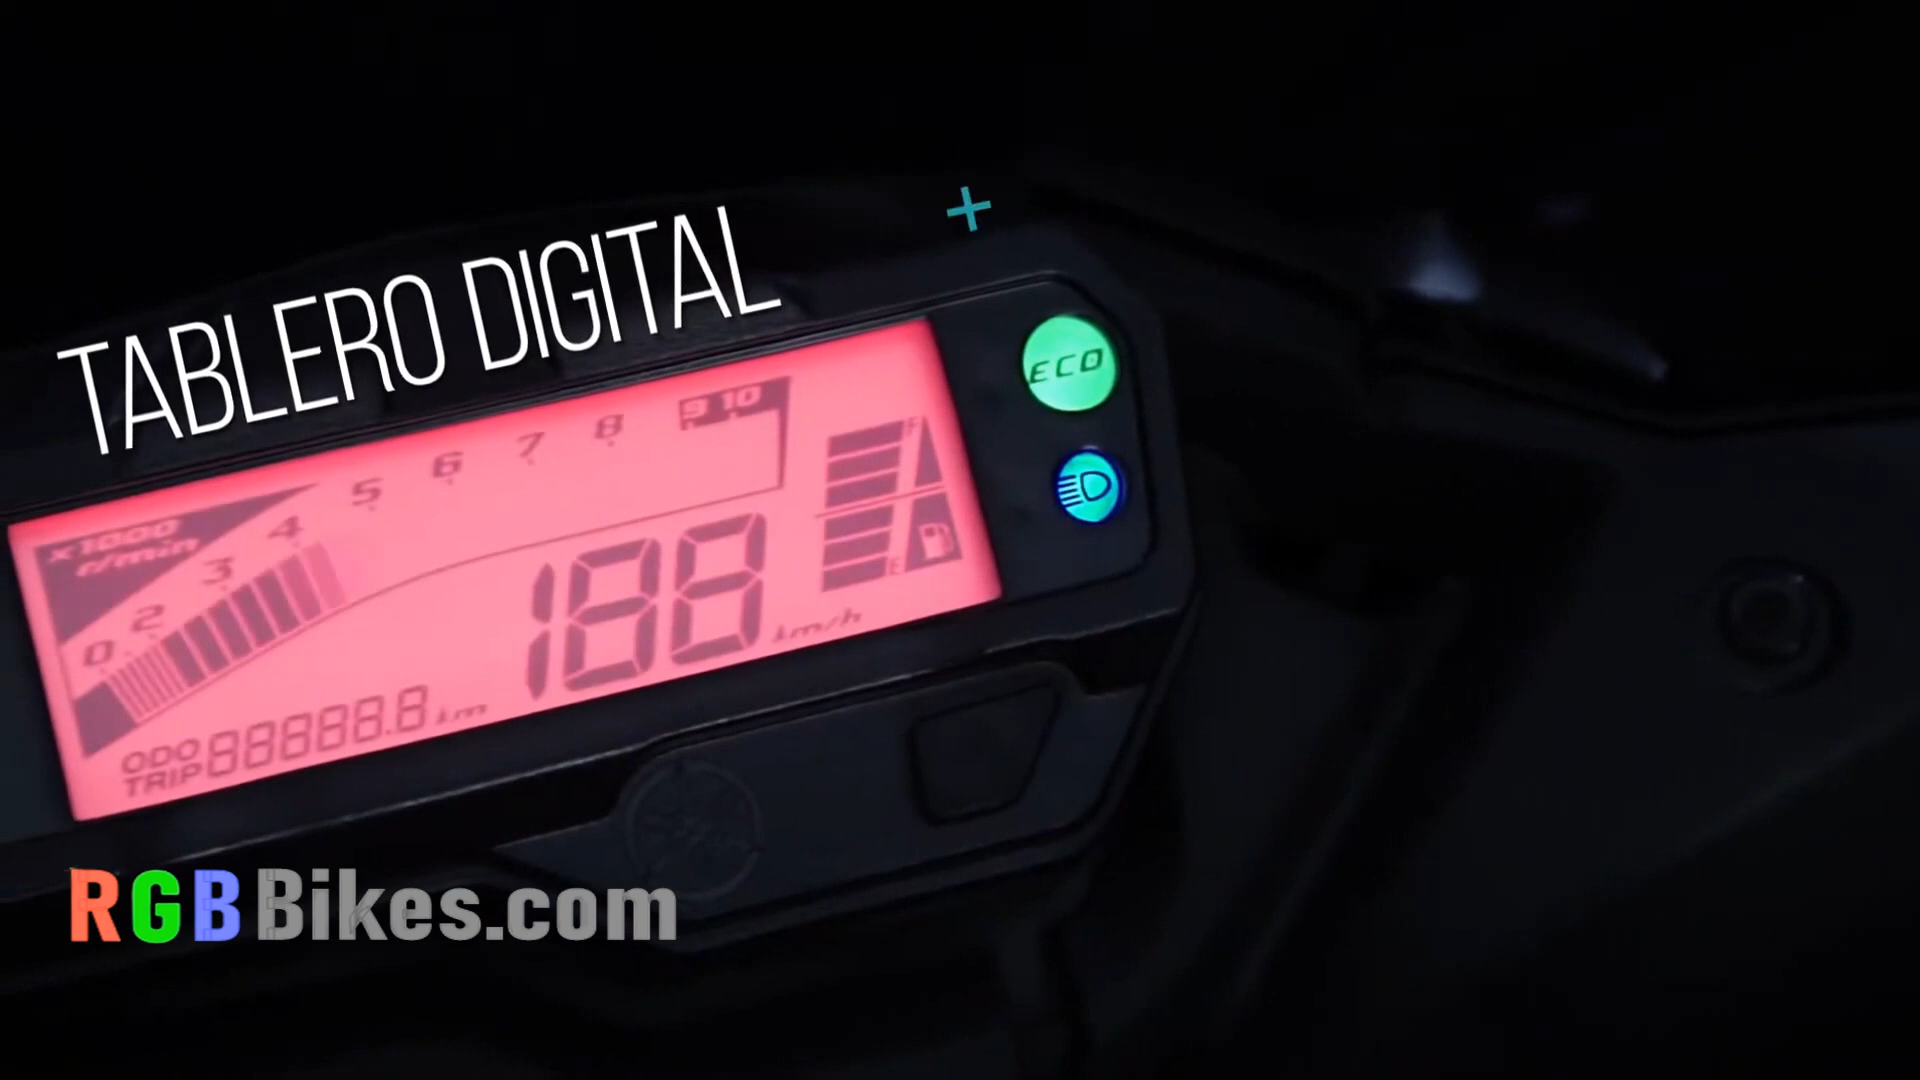 TABLERO DIGITAL
ECO
x1000
r/min
0 2 3 4 5 6 7 8 9 10
F
E
188 km/h
ODO
TRIP
88888.8 km
RGBBikes.com